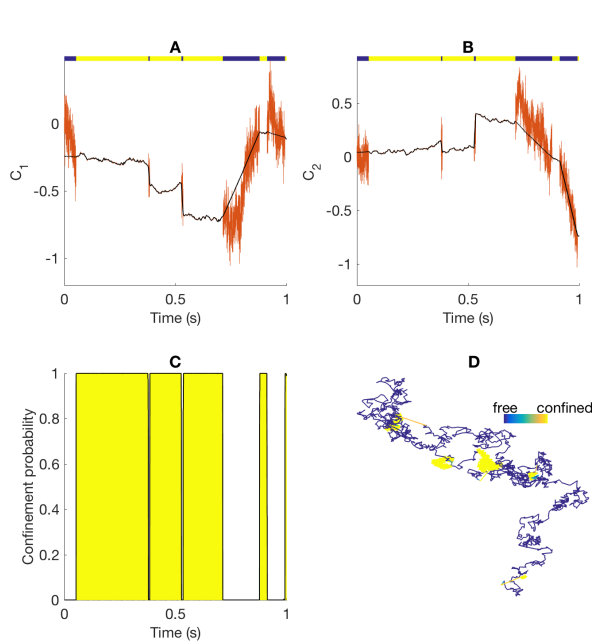 A
B
0
-0.5
-1
C1
0 0.5 1
Time (s)
0.5
0
-0.5
-1
C2
0 0.5 1
Time (s)
C
D
1
0.8
0.6
0.4
0.2
0
Confinement probability
0 0.5 1
Time (s)
free confined